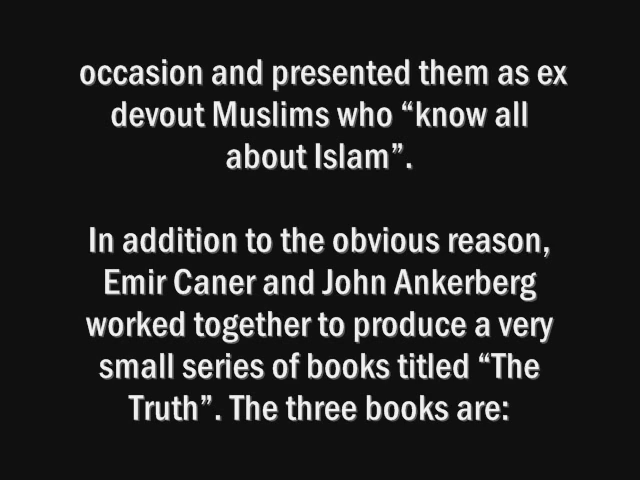 occasion and presented them as ex
devout Muslims who “know all
about Islam”.
In addition to the obvious reason,
Emir Caner and John Ankerberg
worked together to produce a very
small series of books titled “The
Truth”. The three books are: